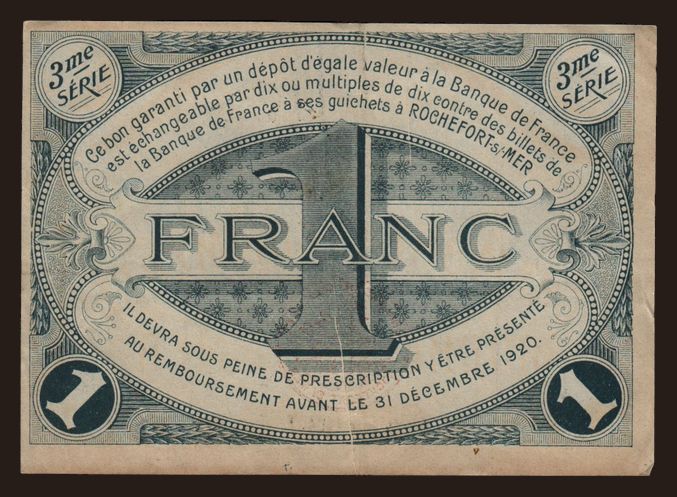 3me
SÉRIE
3me
SÉRIE
Ce bon garanti par un dépôt d'égale valeur à la Banque de France
est échangeable par dix ou multiples de dix contre des billets de
la Banque de France à ses guichets à ROCHEFORT-S/-MER
1
FRANC
IL DEVRA SOUS PEINE DE PRESCRIPTION Y ÊTRE PRÉSENTÉ
AU REMBOURSEMENT AVANT LE 31 DÉCEMBRE 1920.
1
1